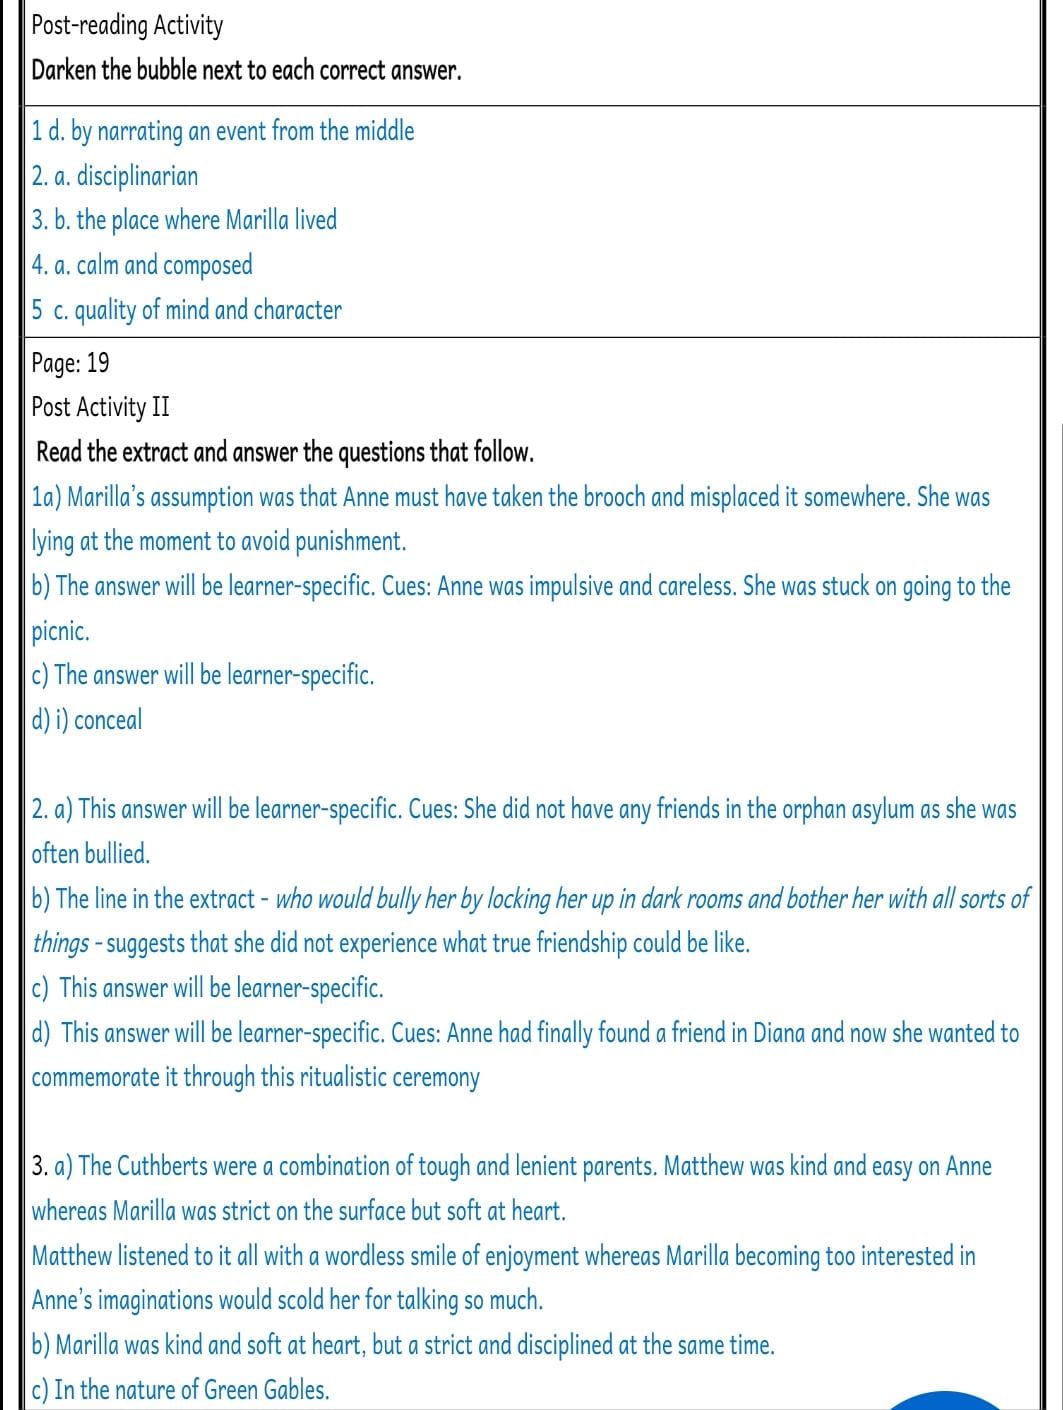 Post-reading Activity
Darken the bubble next to each correct answer.
1 d. by narrating an event from the middle
2. a. disciplinarian
3. b. the place where Marilla lived
4. a. calm and composed
5 c. quality of mind and character
Page: 19
Post Activity II
Read the extract and answer the questions that follow.
1a) Marilla's assumption was that Anne must have taken the brooch and misplaced it somewhere. She was
lying at the moment to avoid punishment.
b) The answer will be learner-specific. Cues: Anne was impulsive and careless. She was stuck on going to the
picnic.
c) The answer will be learner-specific.
d) i) conceal
2. a) This answer will be learner-specific. Cues: She did not have any friends in the orphan asylum as she was
often bullied.
b) The line in the extract - who would bully her by locking her up in dark rooms and bother her with all sorts of
things - suggests that she did not experience what true friendship could be like.
c) This answer will be learner-specific.
d) This answer will be learner-specific. Cues: Anne had finally found a friend in Diana and now she wanted to
commemorate it through this ritualistic ceremony
3. a) The Cuthberts were a combination of tough and lenient parents. Matthew was kind and easy on Anne
whereas Marilla was strict on the surface but soft at heart.
Matthew listened to it all with a wordless smile of enjoyment whereas Marilla becoming too interested in
Anne's imaginations would scold her for talking so much.
b) Marilla was kind and soft at heart, but a strict and disciplined at the same time.
c) In the nature of Green Gables.